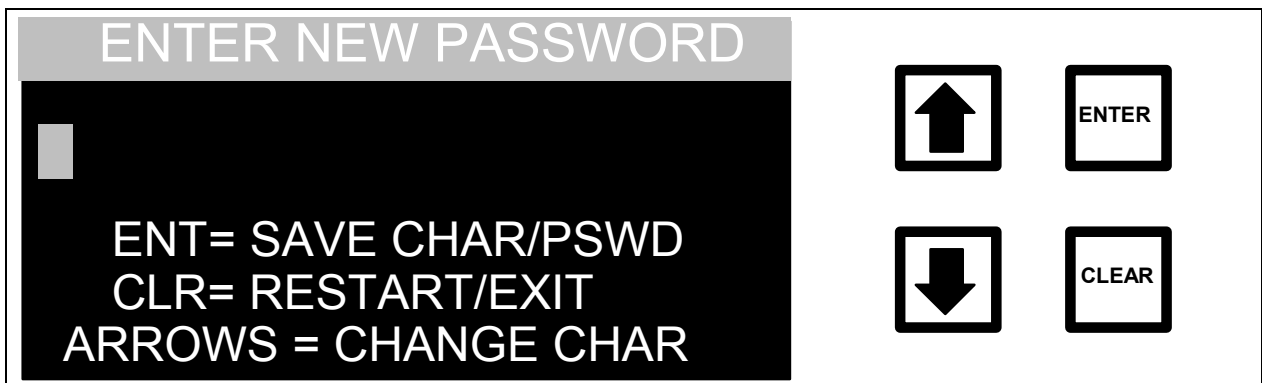 ENTER NEW PASSWORD
ENT= SAVE CHAR/PSWD
CLR= RESTART/EXIT
ARROWS = CHANGE CHAR
ENTER
CLEAR